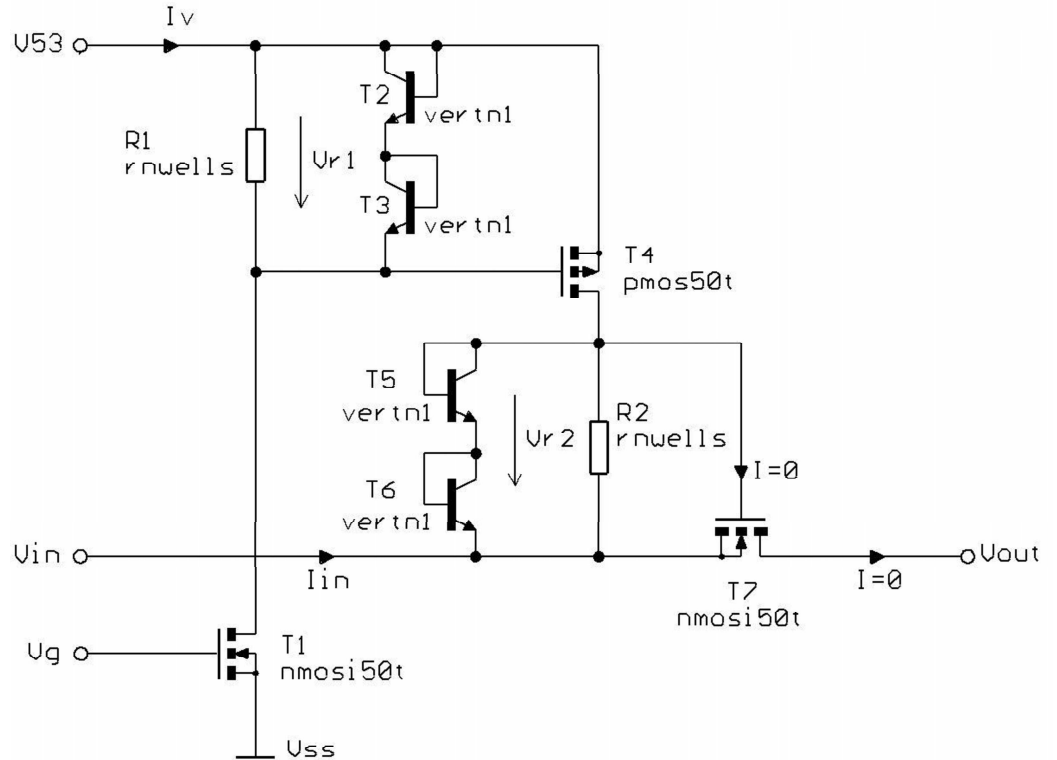 Iv
V53
T2
vertn1
R1
rnwells
Vr1
T3
vertn1
T4
pmos50t
T5
vertn1
Vr2
R2
rnwells
I=0
T6
vertn1
Vin
Iin
I=0
Vout
T7
nmosi50t
Vg
T1
nmosi50t
Vss